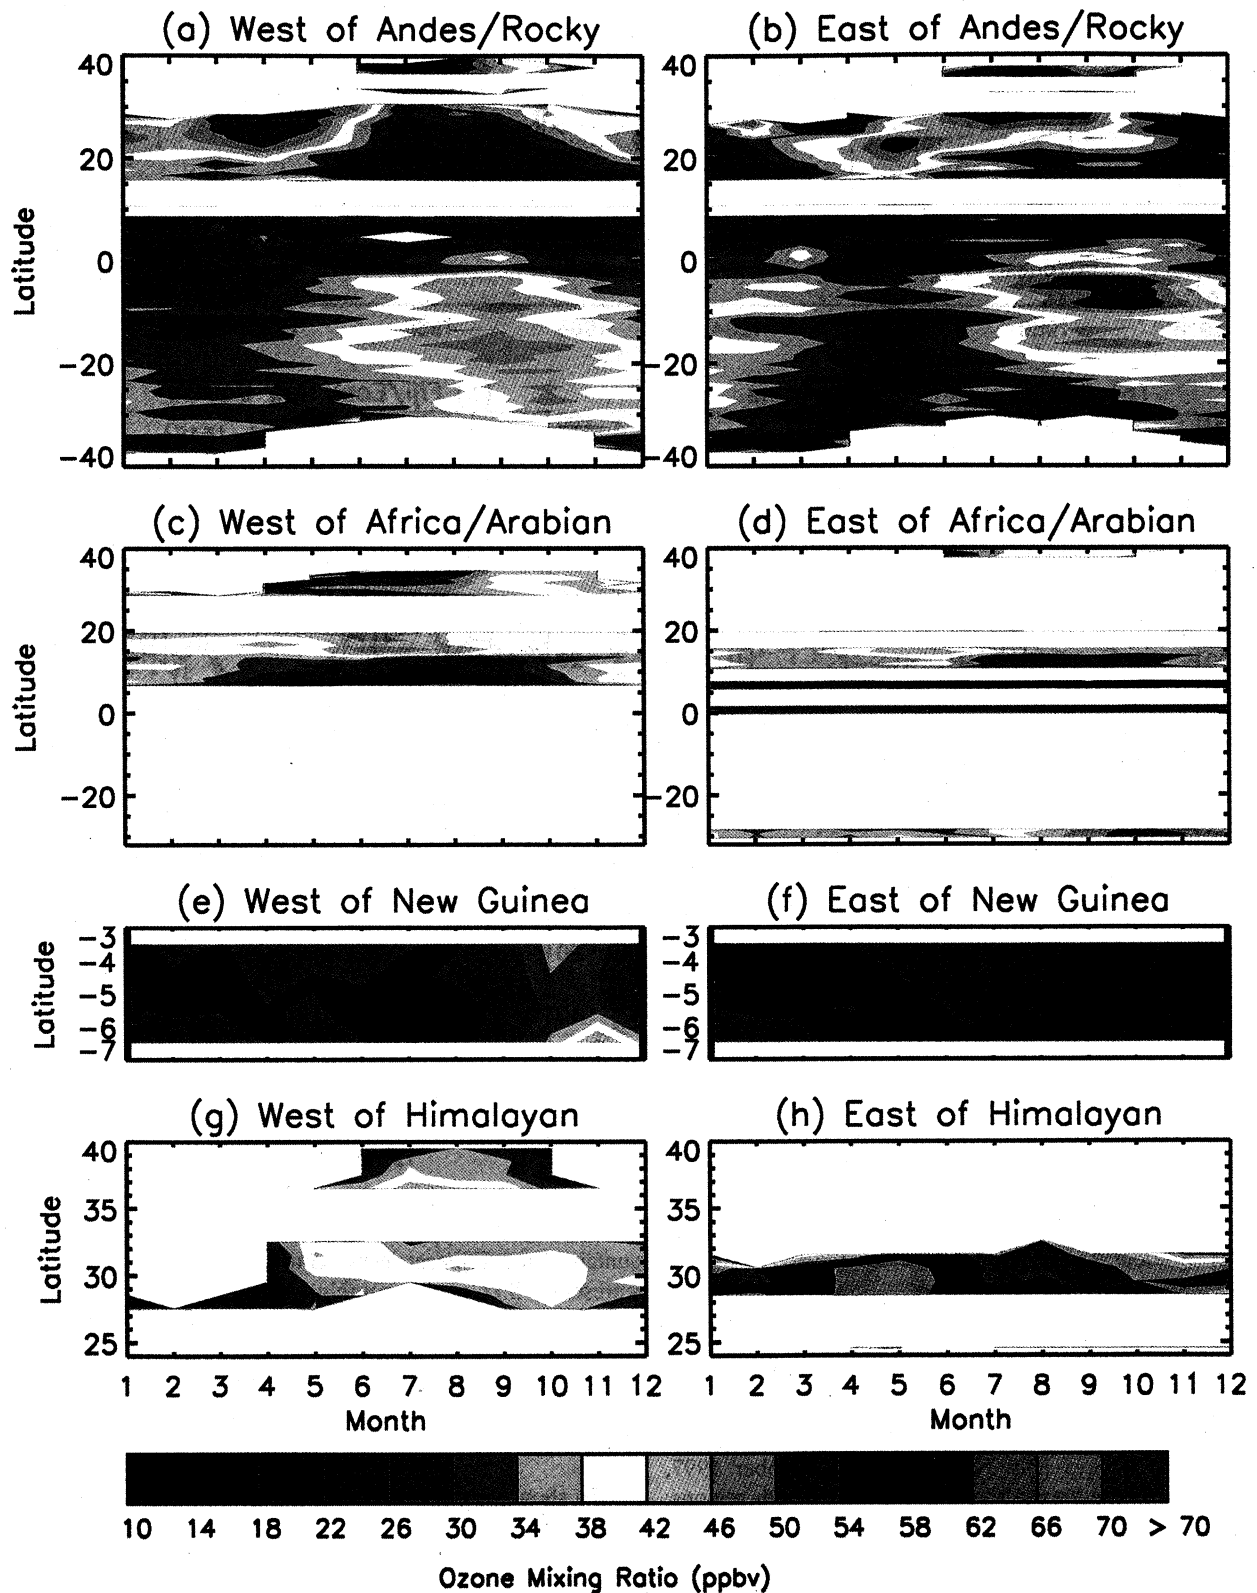 (a) West of Andes/Rocky
(b) East of Andes/Rocky
40
20
0
-20
-40
Latitude
40
20
0
-20
-40
(c) West of Africa/Arabian
(d) East of Africa/Arabian
40
20
0
-20
Latitude
40
20
0
-20
(e) West of New Guinea
(f) East of New Guinea
-3
-4
-5
-6
-7
Latitude
-3
-4
-5
-6
-7
(g) West of Himalayan
(h) East of Himalayan
40
35
30
25
Latitude
40
35
30
25
1 2 3 4 5 6 7 8 9 10 11 12
1 2 3 4 5 6 7 8 9 10 11 12
Month
Month
10 14 18 22 26 30 34 38 42 46 50 54 58 62 66 70 > 70
Ozone Mixing Ratio (ppbv)